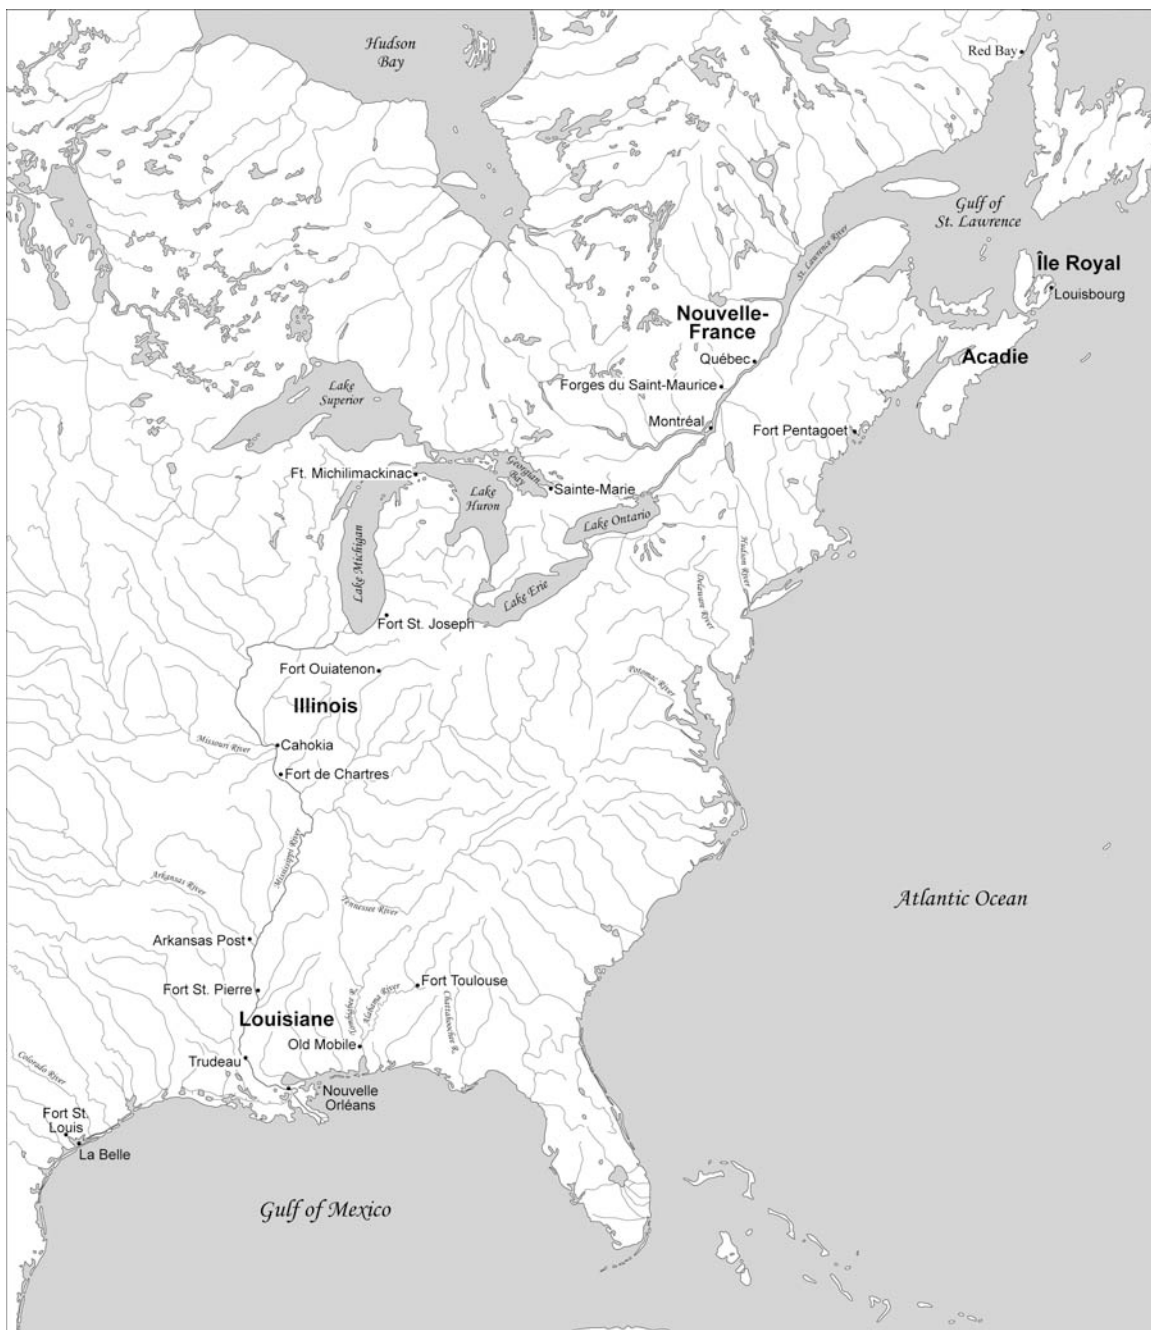 Hudson
Bay
Red Bay
Gulf of
St. Lawrence
St. Lawrence River
Île Royal
Louisbourg
Nouvelle-
France
Acadie
Québec
Forges du Saint-Maurice
Lake
Superior
Montréal
Fort Pentagoet
Ft. Michilimackinac
Georgian
Bay
Sainte-Marie
Lake
Huron
Lake Ontario
Lake Michigan
Hudson River
Lake Erie
Delaware River
Fort St. Joseph
Fort Ouiatenon
Potomac River
Illinois
Missouri River
Cahokia
Fort de Chartres
Mississippi River
Arkansas River
Tennessee River
Atlantic Ocean
Arkansas Post
Fort St. Pierre
Fort Toulouse
Tombigbee R.
Alabama River
Chattahoochee R.
Louisiane
Old Mobile
Trudeau
Colorado River
Nouvelle
Orléans
Fort St.
Louis
La Belle
Gulf of Mexico